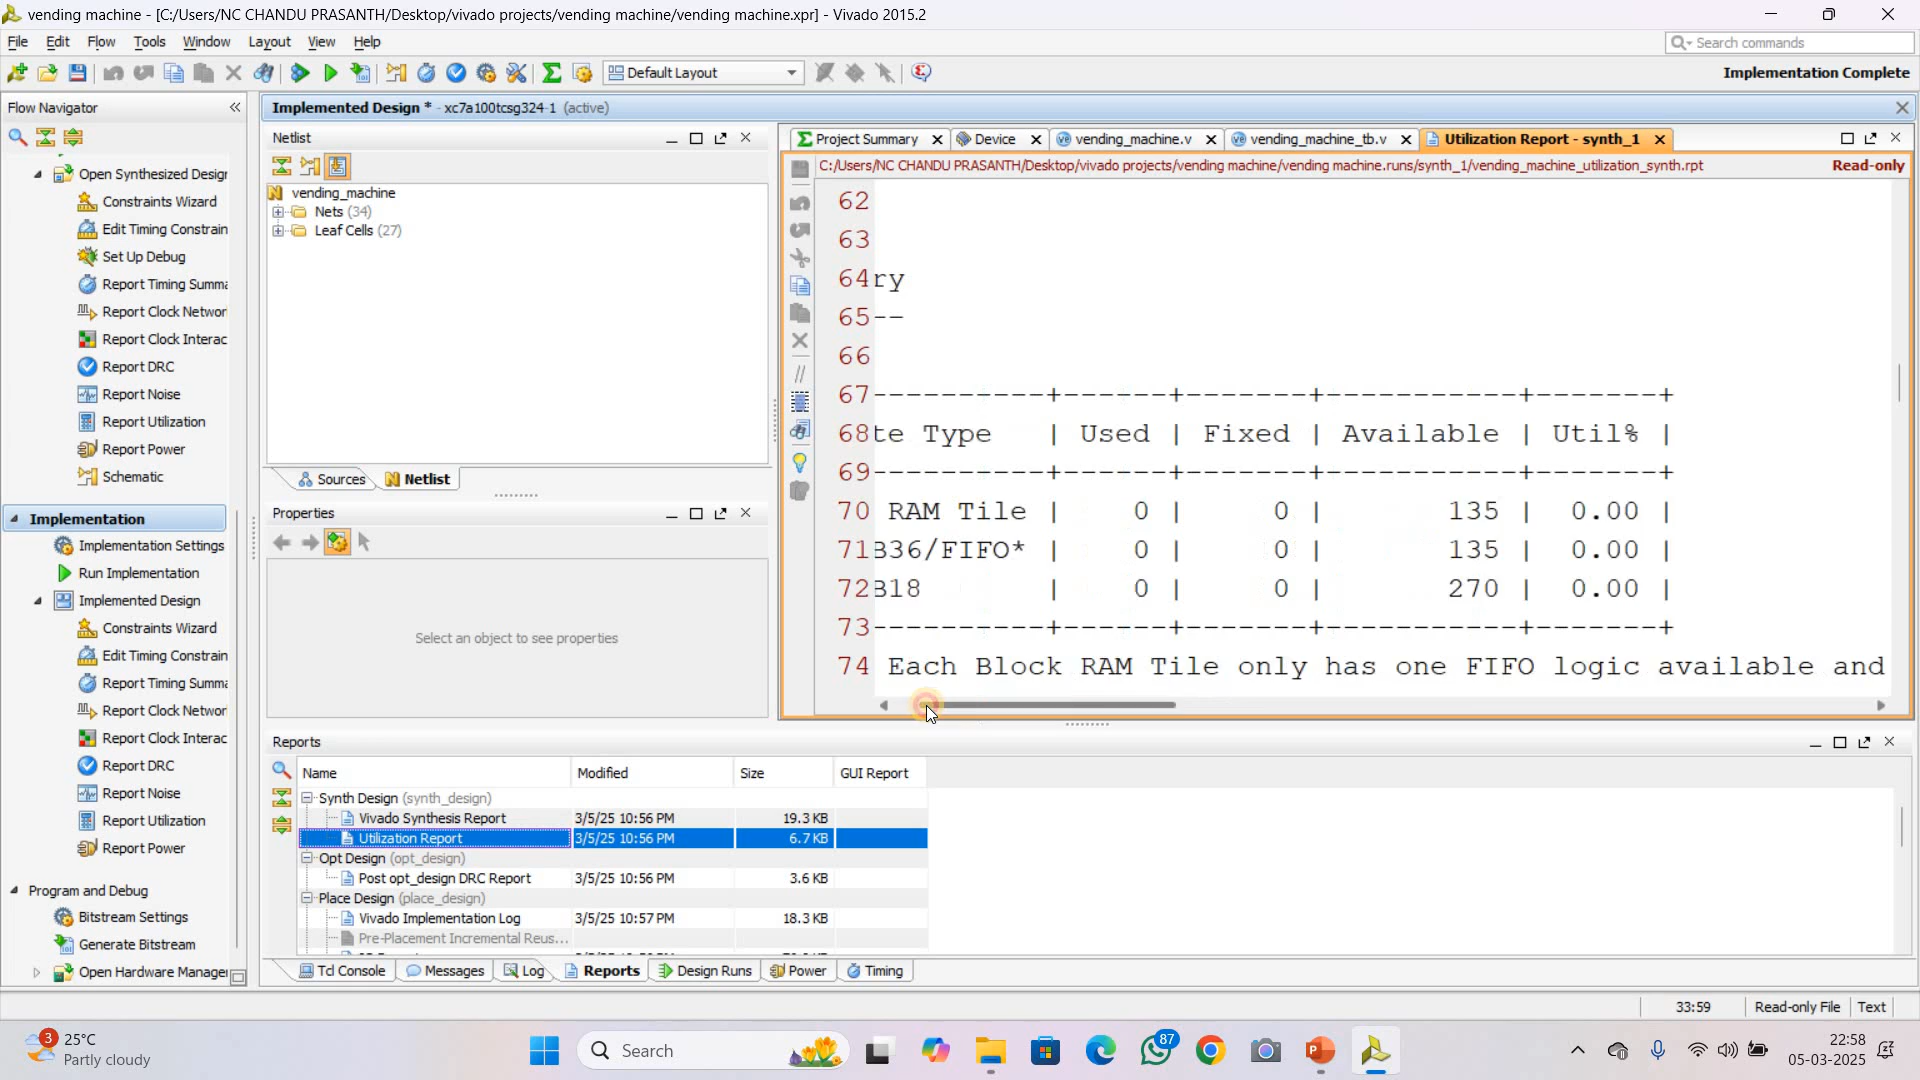 vending machine - [C:/Users/NC CHANDU PRASANTH/Desktop/vivado projects/vending machine/vending machine.xpr] - Vivado 2015.2
File Edit Flow Tools Window Layout View Help
Search commands
Default Layout
Implementation Complete
Flow Navigator
Open Synthesized Design
Constraints Wizard
Edit Timing Constrain
Set Up Debug
Report Timing Summa
Report Clock Networ
Report Clock Interac
Report DRC
Report Noise
Report Utilization
Report Power
Schematic
Implementation
Implementation Settings
Run Implementation
Implemented Design
Constraints Wizard
Edit Timing Constrain
Report Timing Summa
Report Clock Networ
Report Clock Interac
Report DRC
Report Noise
Report Utilization
Report Power
Program and Debug
Bitstream Settings
Generate Bitstream
Open Hardware Manager
Implemented Design * - xc7a100tcsg324-1 (active)
Netlist
vending_machine
Nets (34)
Leaf Cells (27)
Sources Netlist
Properties
Select an object to see properties
Project Summary Device vending_machine.v vending_machine_tb.v Utilization Report - synth_1
C:/Users/NC CHANDU PRASANTH/Desktop/vivado projects/vending machine/vending machine.runs/synth_1/vending_machine_utilization_synth.rpt Read-only
62
63
64 ry
65 --
66
67 ----------+------+-------+-----------+-------+
68 te Type | Used | Fixed | Available | Util% |
69 ----------+------+-------+-----------+-------+
70 RAM Tile | 0 | 0 | 135 | 0.00 |
71 B36/FIFO* | 0 | 0 | 135 | 0.00 |
72 B18 | 0 | 0 | 270 | 0.00 |
73 ----------+------+-------+-----------+-------+
74 Each Block RAM Tile only has one FIFO logic available and
Reports
Name Modified Size GUI Report
Synth Design (synth_design)
Vivado Synthesis Report 3/5/25 10:56 PM 19.3 KB
Utilization Report 3/5/25 10:56 PM 6.7 KB
Opt Design (opt_design)
Post opt_design DRC Report 3/5/25 10:56 PM 3.6 KB
Place Design (place_design)
Vivado Implementation Log 3/5/25 10:57 PM 18.3 KB
Pre-Placement Incremental Reus...
Tcl Console Messages Log Reports Design Runs Power Timing
33:59 Read-only File Text
3
25°C
Partly cloudy
Search
87
22:58
05-03-2025